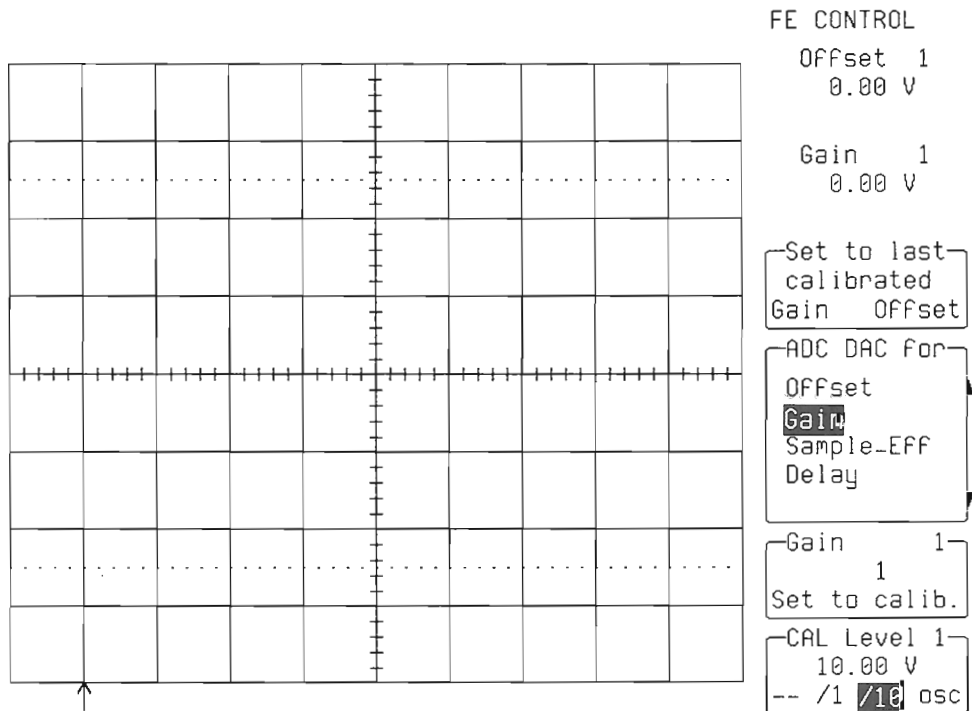 FE CONTROL
Offset 1
0.00 V
Gain 1
0.00 V
Set to last
calibrated
Gain Offset
ADC DAC for
Offset
Gain
Sample_Eff
Delay
Gain 1
1
Set to calib.
CAL Level 1
10.00 V
-- /1 /10 osc